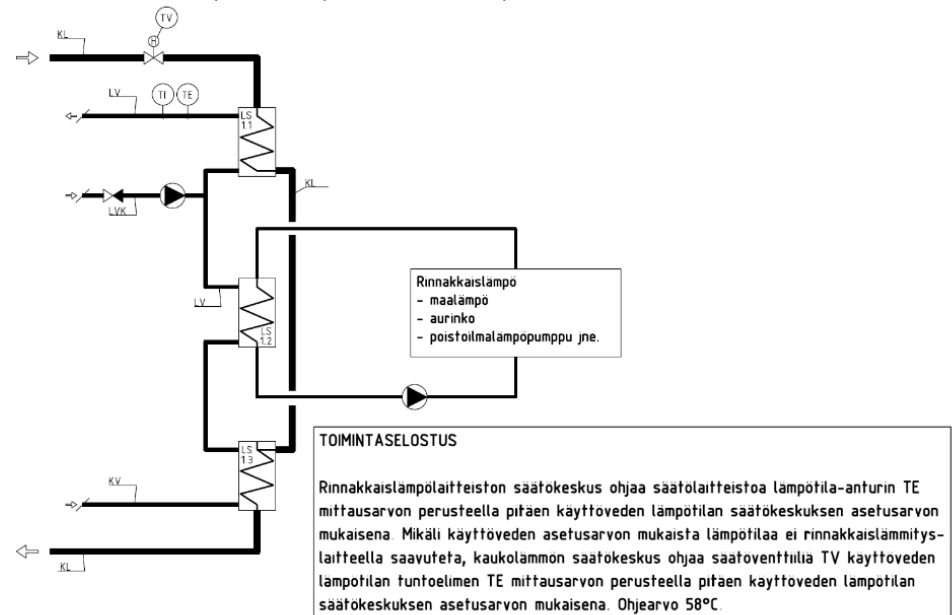 TV
H
KL
LV
TI
TE
LS
1.1
KL
LVK
Rinnakkaislämpö
- maalämpö
- aurinko
- poistoilmalämpöpumppu jne.
LV
LS
1.2
TOIMINTASELOSTUS
LS
1.3
Rinnakkaislämpölaitteiston säätökeskus ohjaa säätölaitteistoa lämpötila-anturin TE
mittausarvon perusteella pitäen käyttöveden lämpötilan säätökeskuksen asetusarvon
mukaisena. Mikäli käyttöveden asetusarvon mukaista lämpötilaa ei rinnakkaislämmitys-
laitteella saavuteta, kaukolämmön säätökeskus ohjaa säätöventtiiliä TV käyttöveden
lämpötilan tuntoelimen TE mittausarvon perusteella pitäen käyttöveden lämpötilan
säätökeskuksen asetusarvon mukaisena. Ohjearvo 58°C.
KV
KL